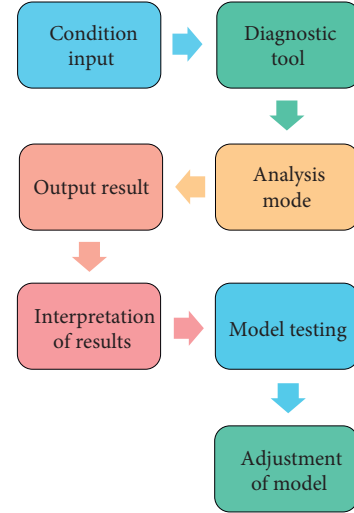 Condition
input
Diagnostic
tool
Analysis
mode
Output result
Interpretation
of results
Model testing
Adjustment
of model